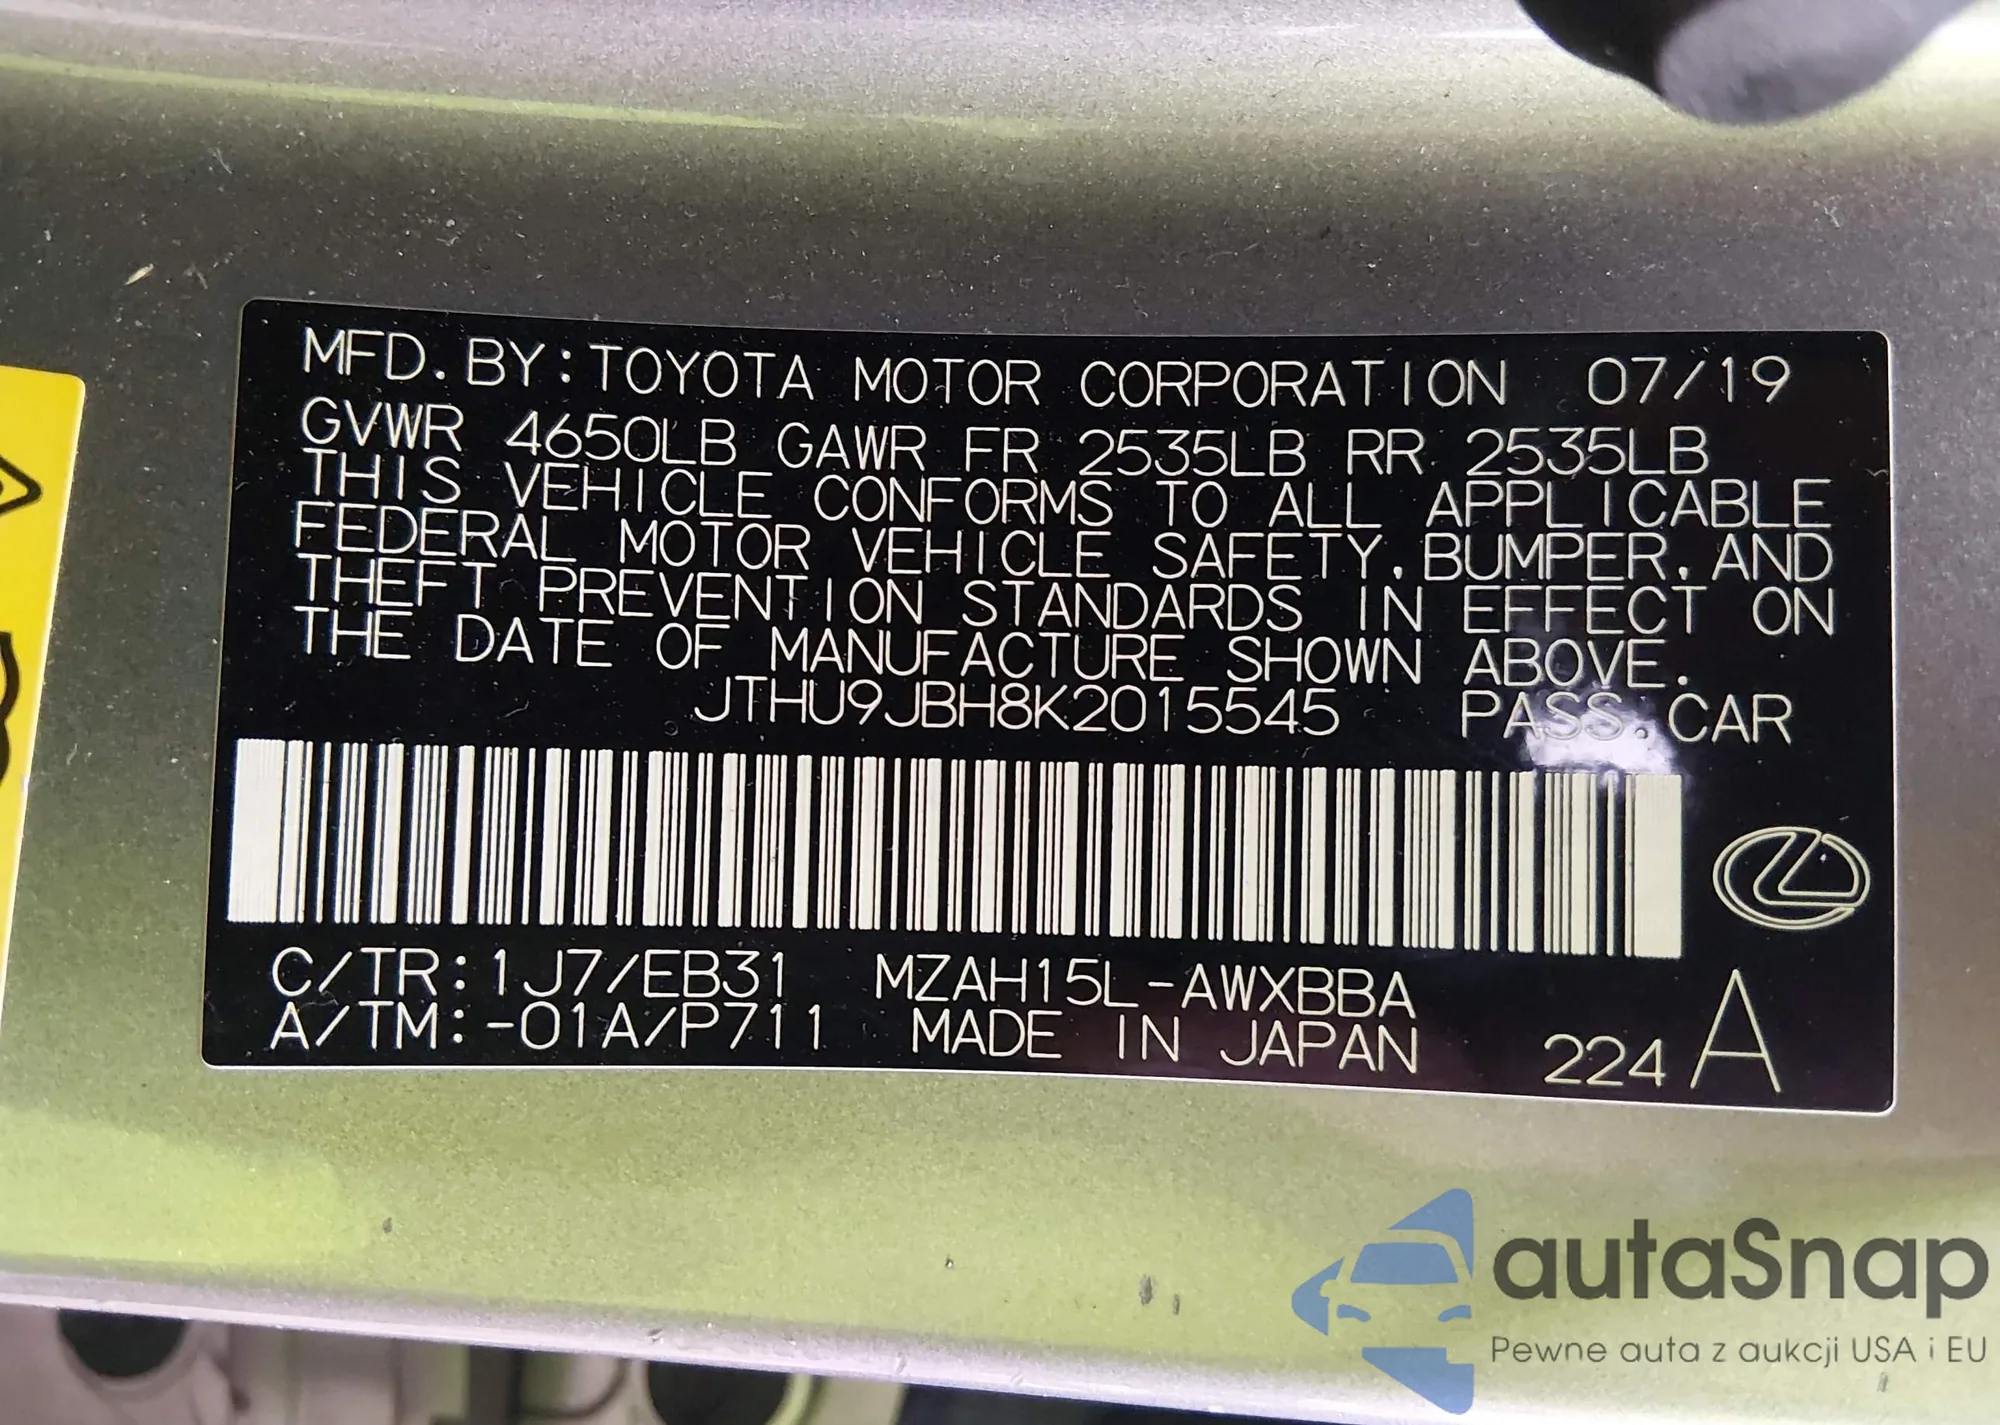 MFD. BY: TOYOTA MOTOR CORPORATION 07/19
GVWR 4650LB GAWR FR 2535LB RR 2535LB
THIS VEHICLE CONFORMS TO ALL APPLICABLE
FEDERAL MOTOR VEHICLE SAFETY, BUMPER, AND
THEFT PREVENTION STANDARDS IN EFFECT ON
THE DATE OF MANUFACTURE SHOWN ABOVE.
JTHU9JBH8K2015545 PASS. CAR
C/TR: 1J7/EB31 MZAH15L-AWXBBA
A/TM: -01A/P711 MADE IN JAPAN 224 A
autaSnap
Pewne auta z aukcji USA i EU